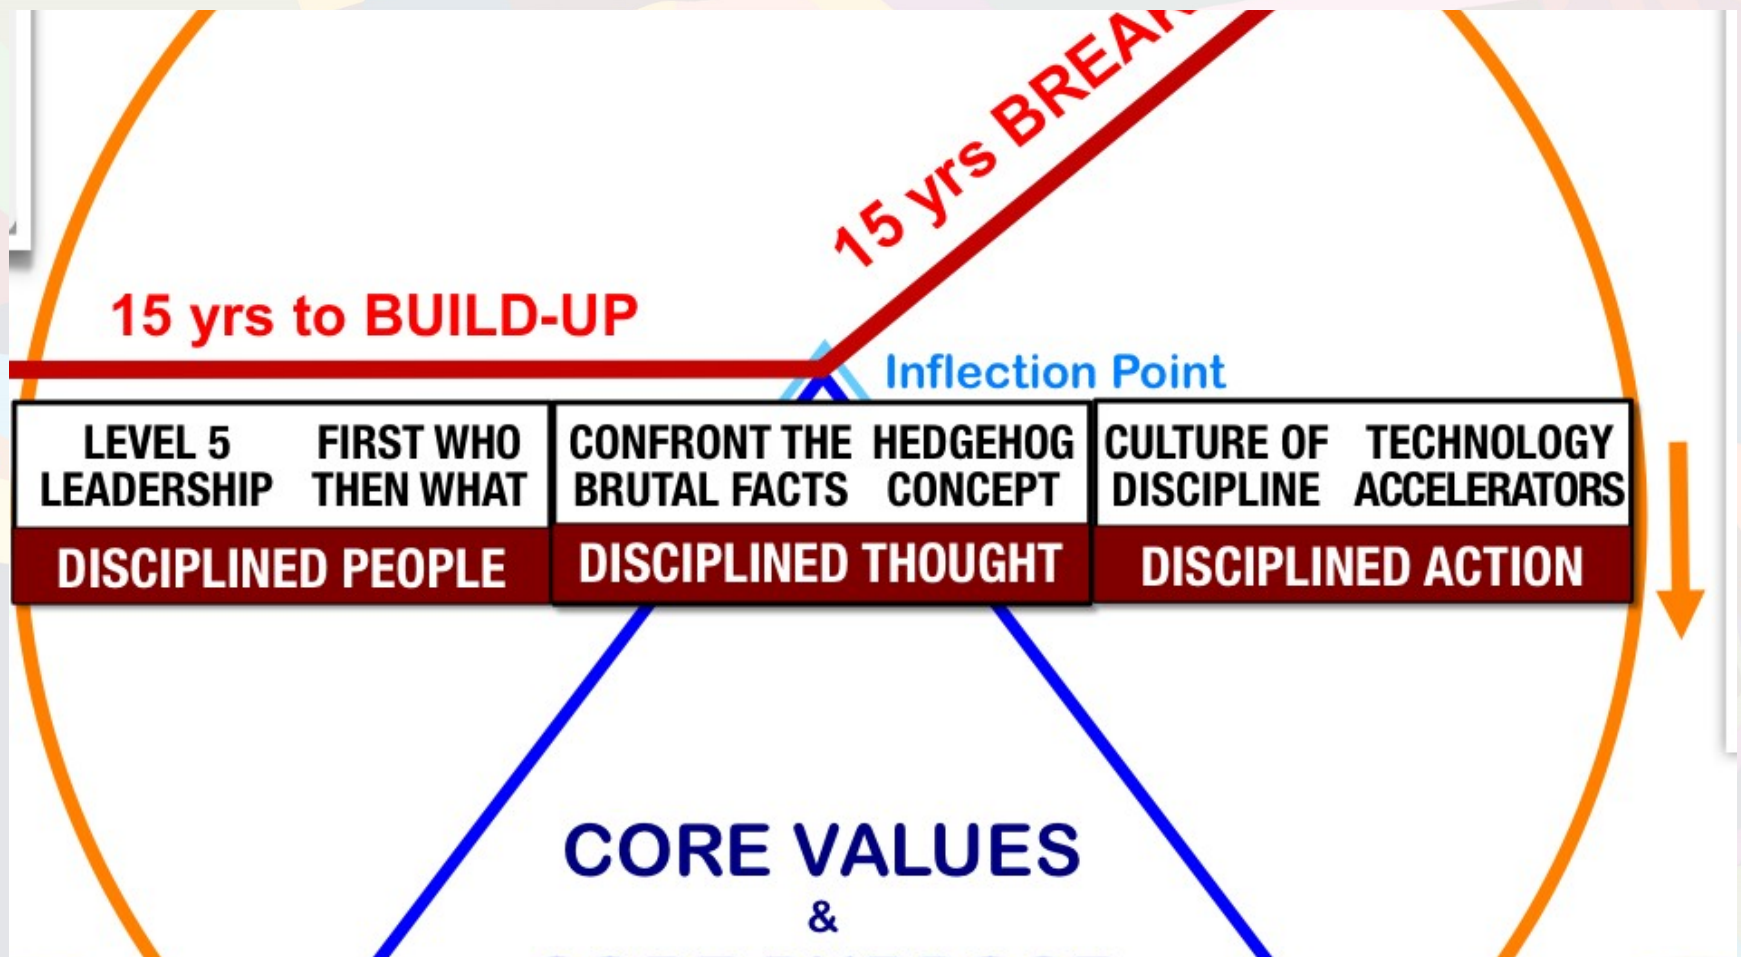 15 yrs BREAK
15 yrs to BUILD-UP
Inflection Point
LEVEL 5
LEADERSHIP
FIRST WHO
THEN WHAT
CONFRONT THE
BRUTAL FACTS
HEDGEHOG
CONCEPT
CULTURE OF
DISCIPLINE
TECHNOLOGY
ACCELERATORS
DISCIPLINED PEOPLE
DISCIPLINED THOUGHT
DISCIPLINED ACTION
CORE VALUES
&